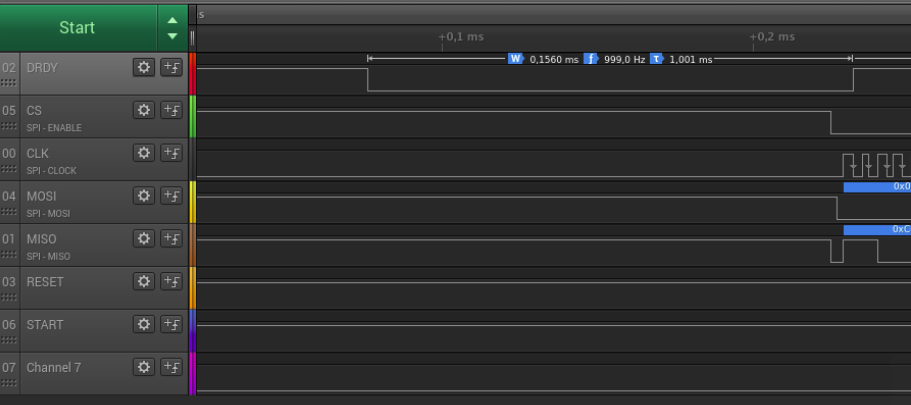 Start
s
+0,1 ms
+0,2 ms
02 DRDY
W 0,1560 ms f 999,0 Hz T 1,001 ms
05 CS
SPI - ENABLE
00 CLK
SPI - CLOCK
04 MOSI
SPI - MOSI
0x0
01 MISO
SPI - MISO
0xC
03 RESET
06 START
07 Channel 7